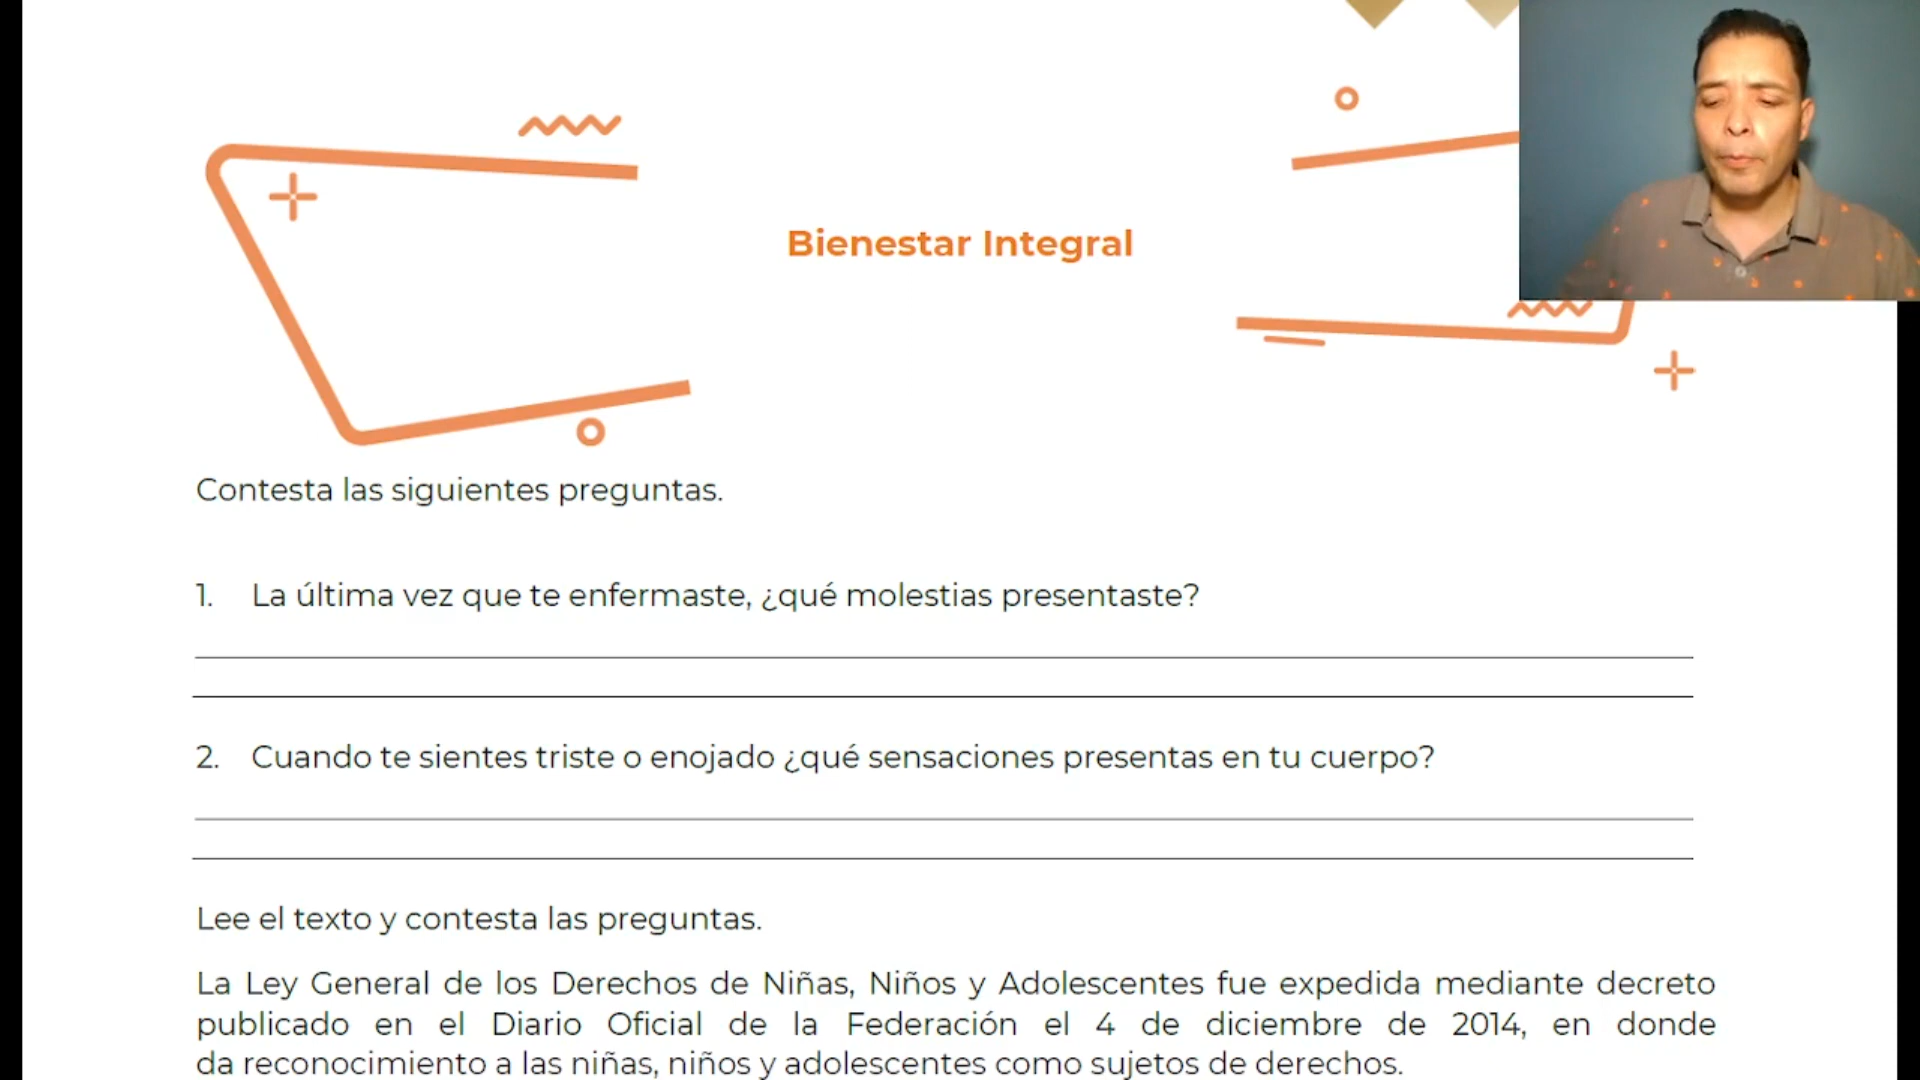 Bienestar Integral
Contesta las siguientes preguntas.
1. La última vez que te enfermaste, ¿qué molestias presentaste?
2. Cuando te sientes triste o enojado ¿qué sensaciones presentas en tu cuerpo?
Lee el texto y contesta las preguntas.
La Ley General de los Derechos de Niñas, Niños y Adolescentes fue expedida mediante decreto
publicado en el Diario Oficial de la Federación el 4 de diciembre de 2014, en donde
da reconocimiento a las niñas, niños y adolescentes como sujetos de derechos.